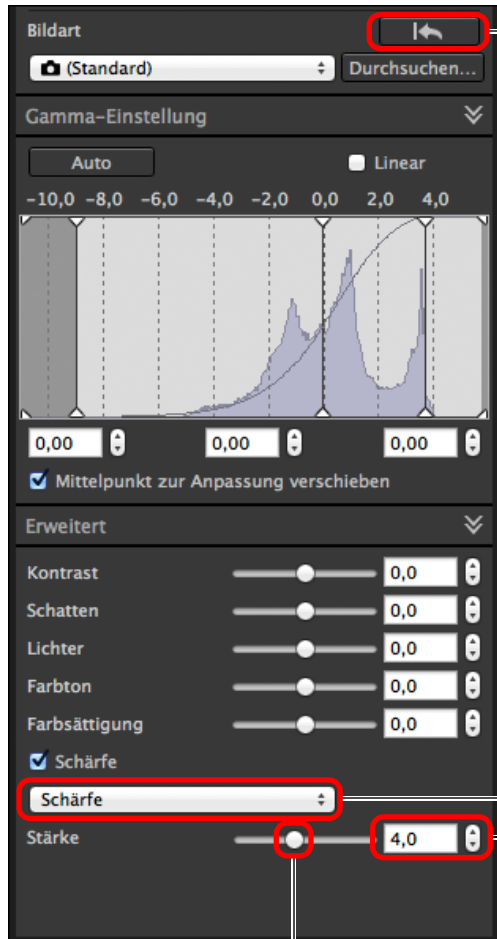 Bildart
(Standard) Durchsuchen...
Gamma-Einstellung
Auto Linear
-10,0 -8,0 -6,0 -4,0 -2,0 0,0 2,0 4,0
0,00 0,00 0,00
Mittelpunkt zur Anpassung verschieben
Erweitert
Kontrast 0,0
Schatten 0,0
Lichter 0,0
Farbton 0,0
Farbsättigung 0,0
Schärfe
Schärfe
Stärke 4,0